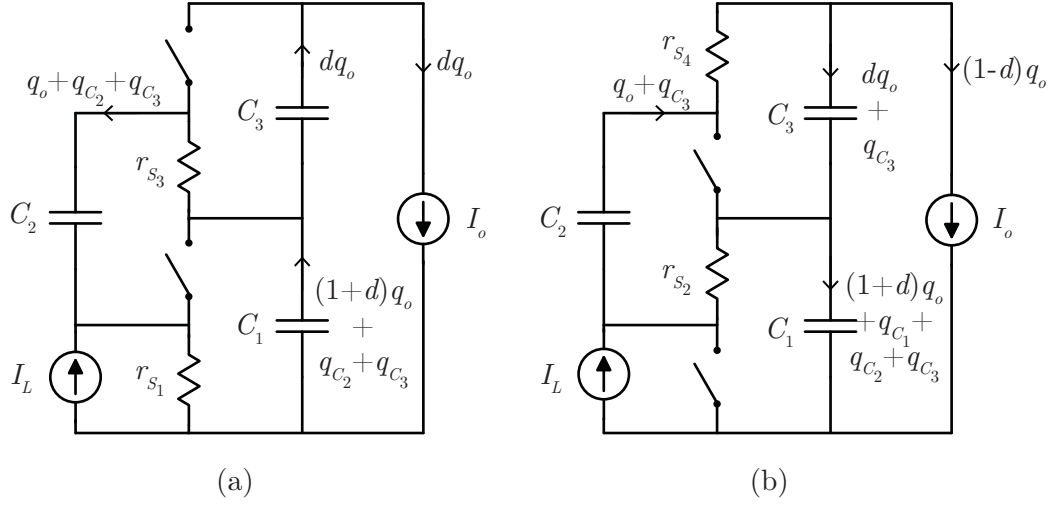 q_o+q_{C_2}+q_{C_3}
dq_o
dq_o
C_3
r_{S_3}
C_2
I_o
(1+d)q_o
+
q_{C_2}+q_{C_3}
C_1
I_L
r_{S_1}
(a)
r_{S_4}
q_o+q_{C_3}
dq_o
+
q_{C_3}
(1-d)q_o
C_3
C_2
I_o
r_{S_2}
(1+d)q_o
+q_{C_1}+
q_{C_2}+q_{C_3}
C_1
I_L
(b)